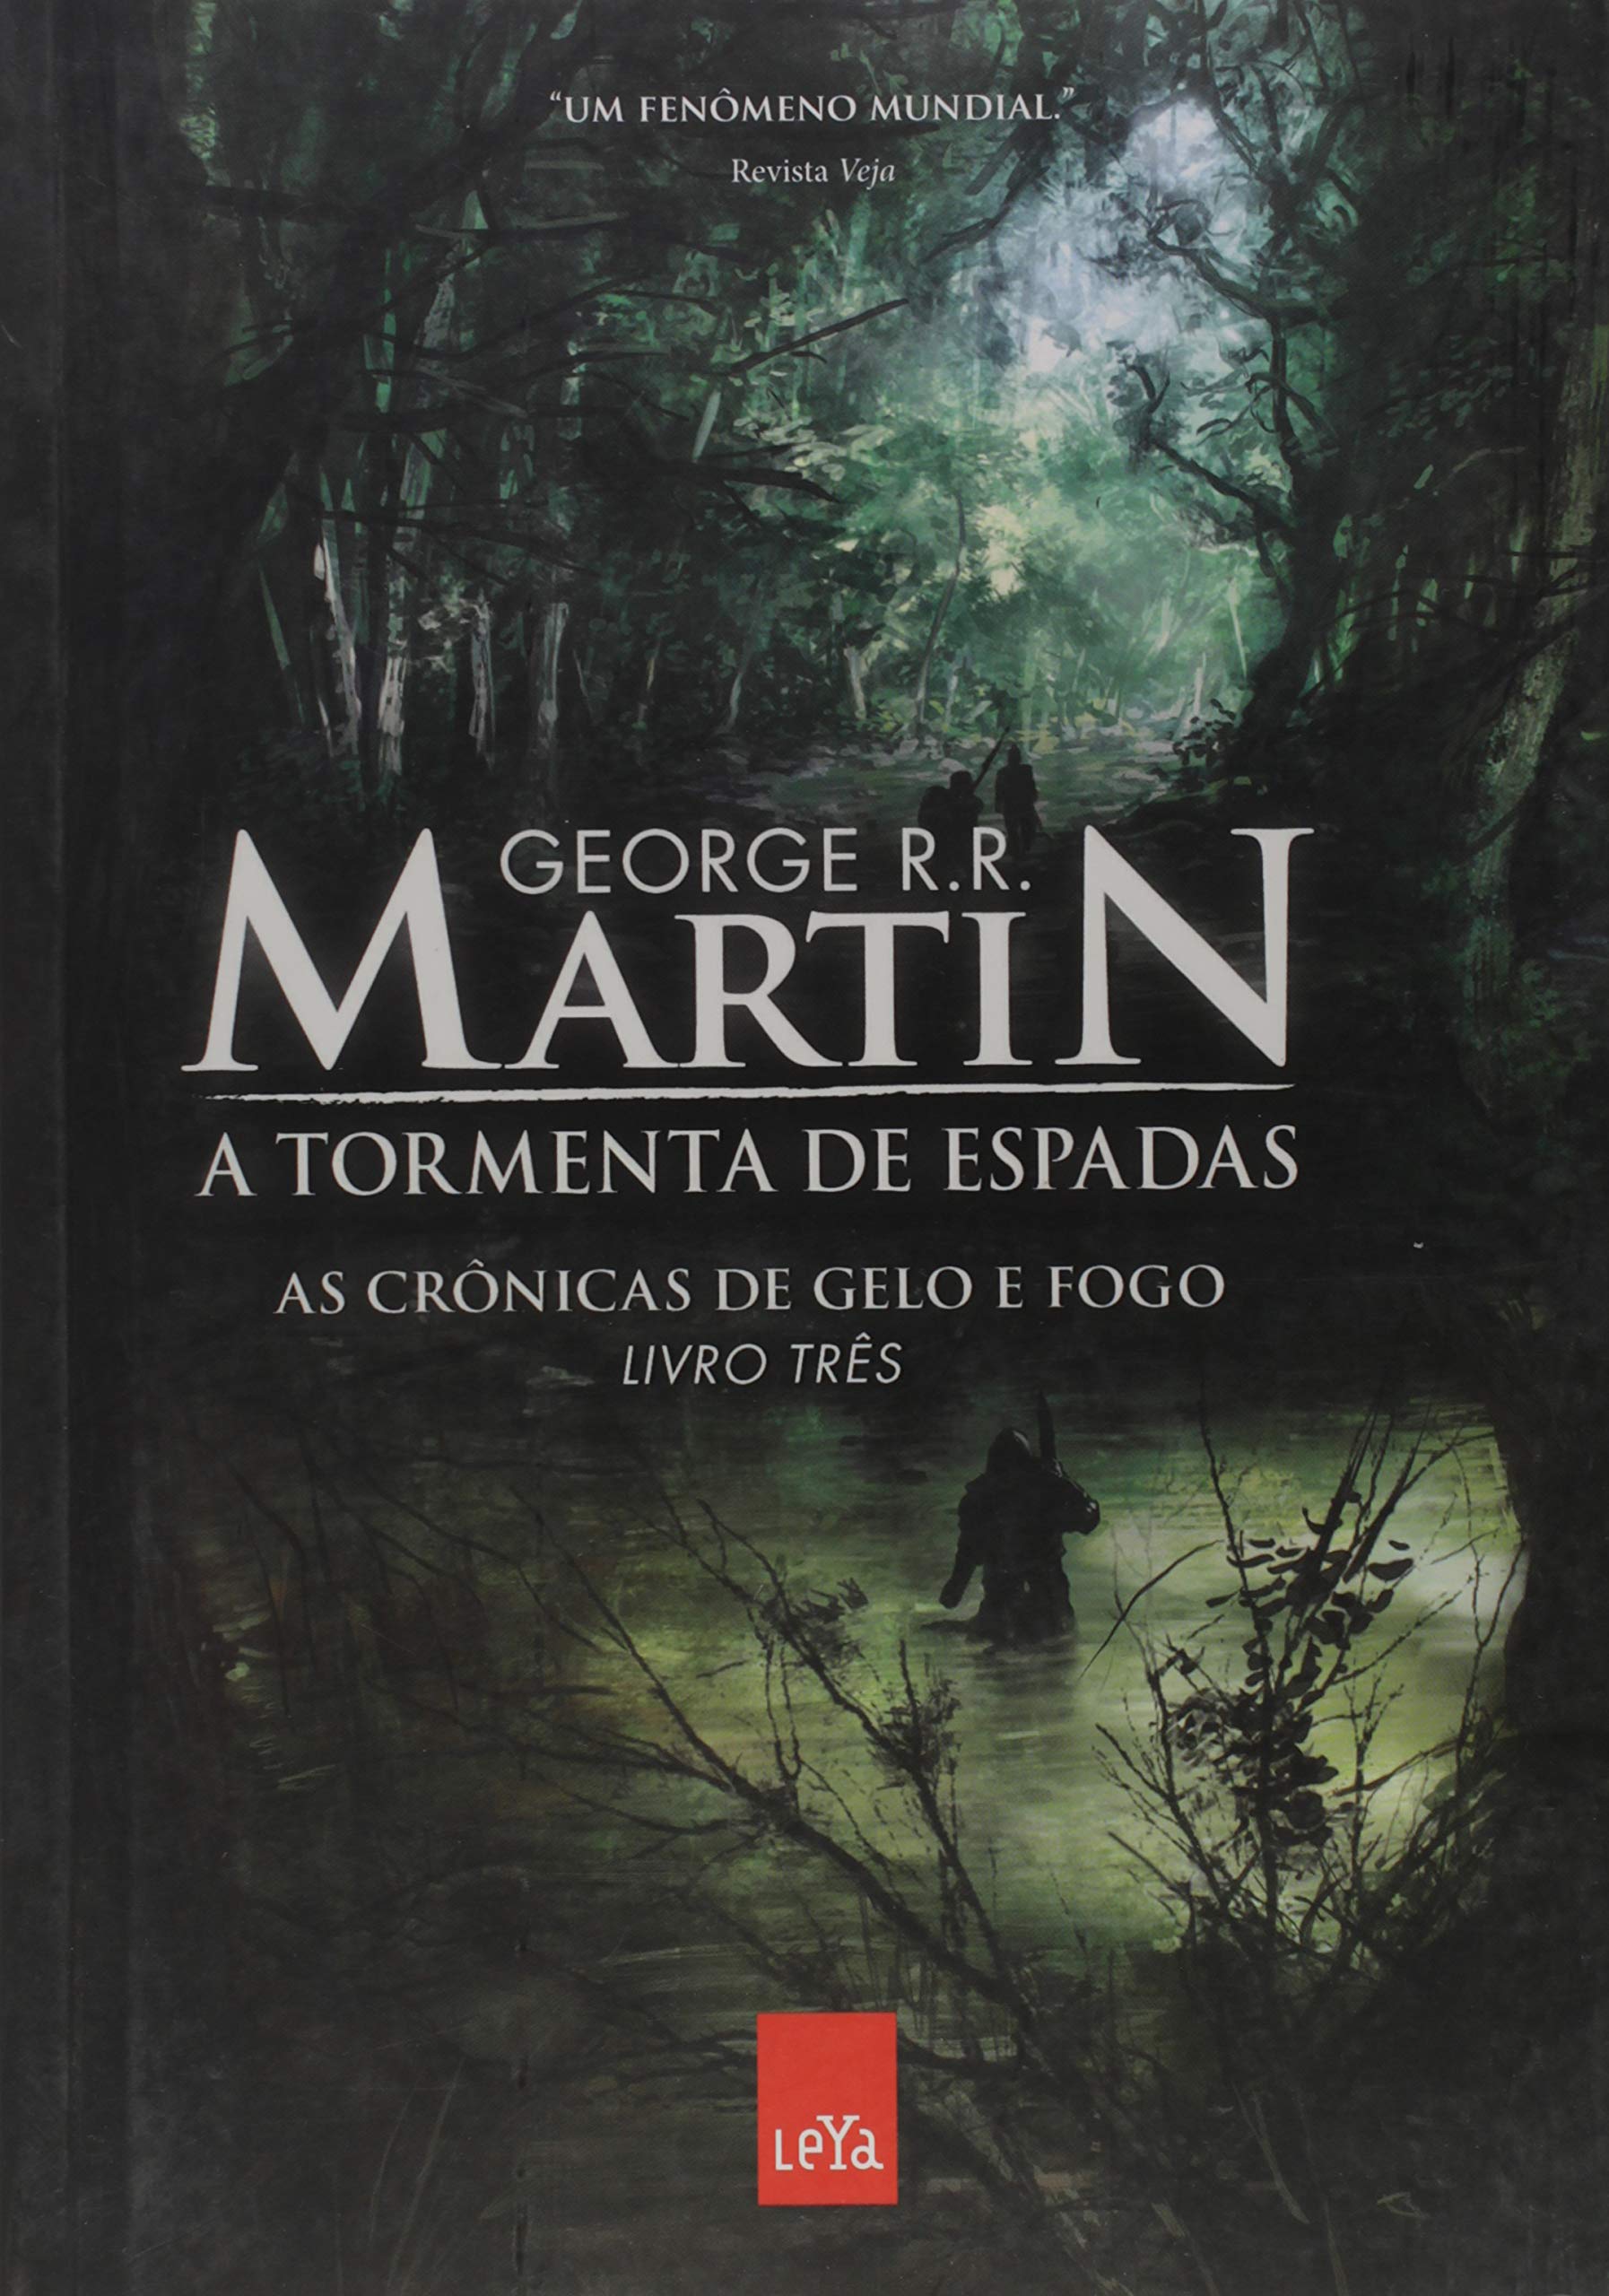 “UM FENÔMENO MUNDIAL.”
Revista Veja
GEORGE R.R.
MARTIN
A TORMENTA DE ESPADAS
AS CRÔNICAS DE GELO E FOGO
LIVRO TRÊS
LeYa